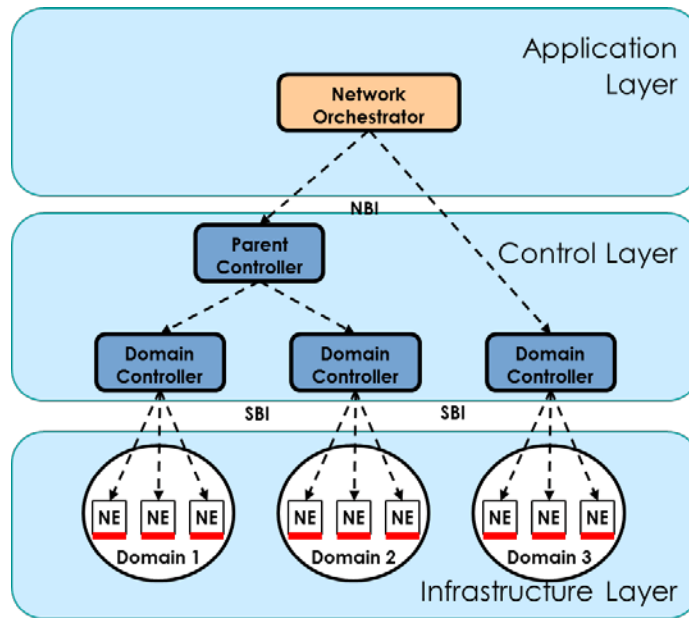 Application
Layer
Network
Orchestrator
NBI
Parent
Controller
Control Layer
Domain
Controller
Domain
Controller
Domain
Controller
SBI
SBI
NE
NE
NE
Domain 1
NE
NE
NE
Domain 2
NE
NE
NE
Domain 3
Infrastructure Layer